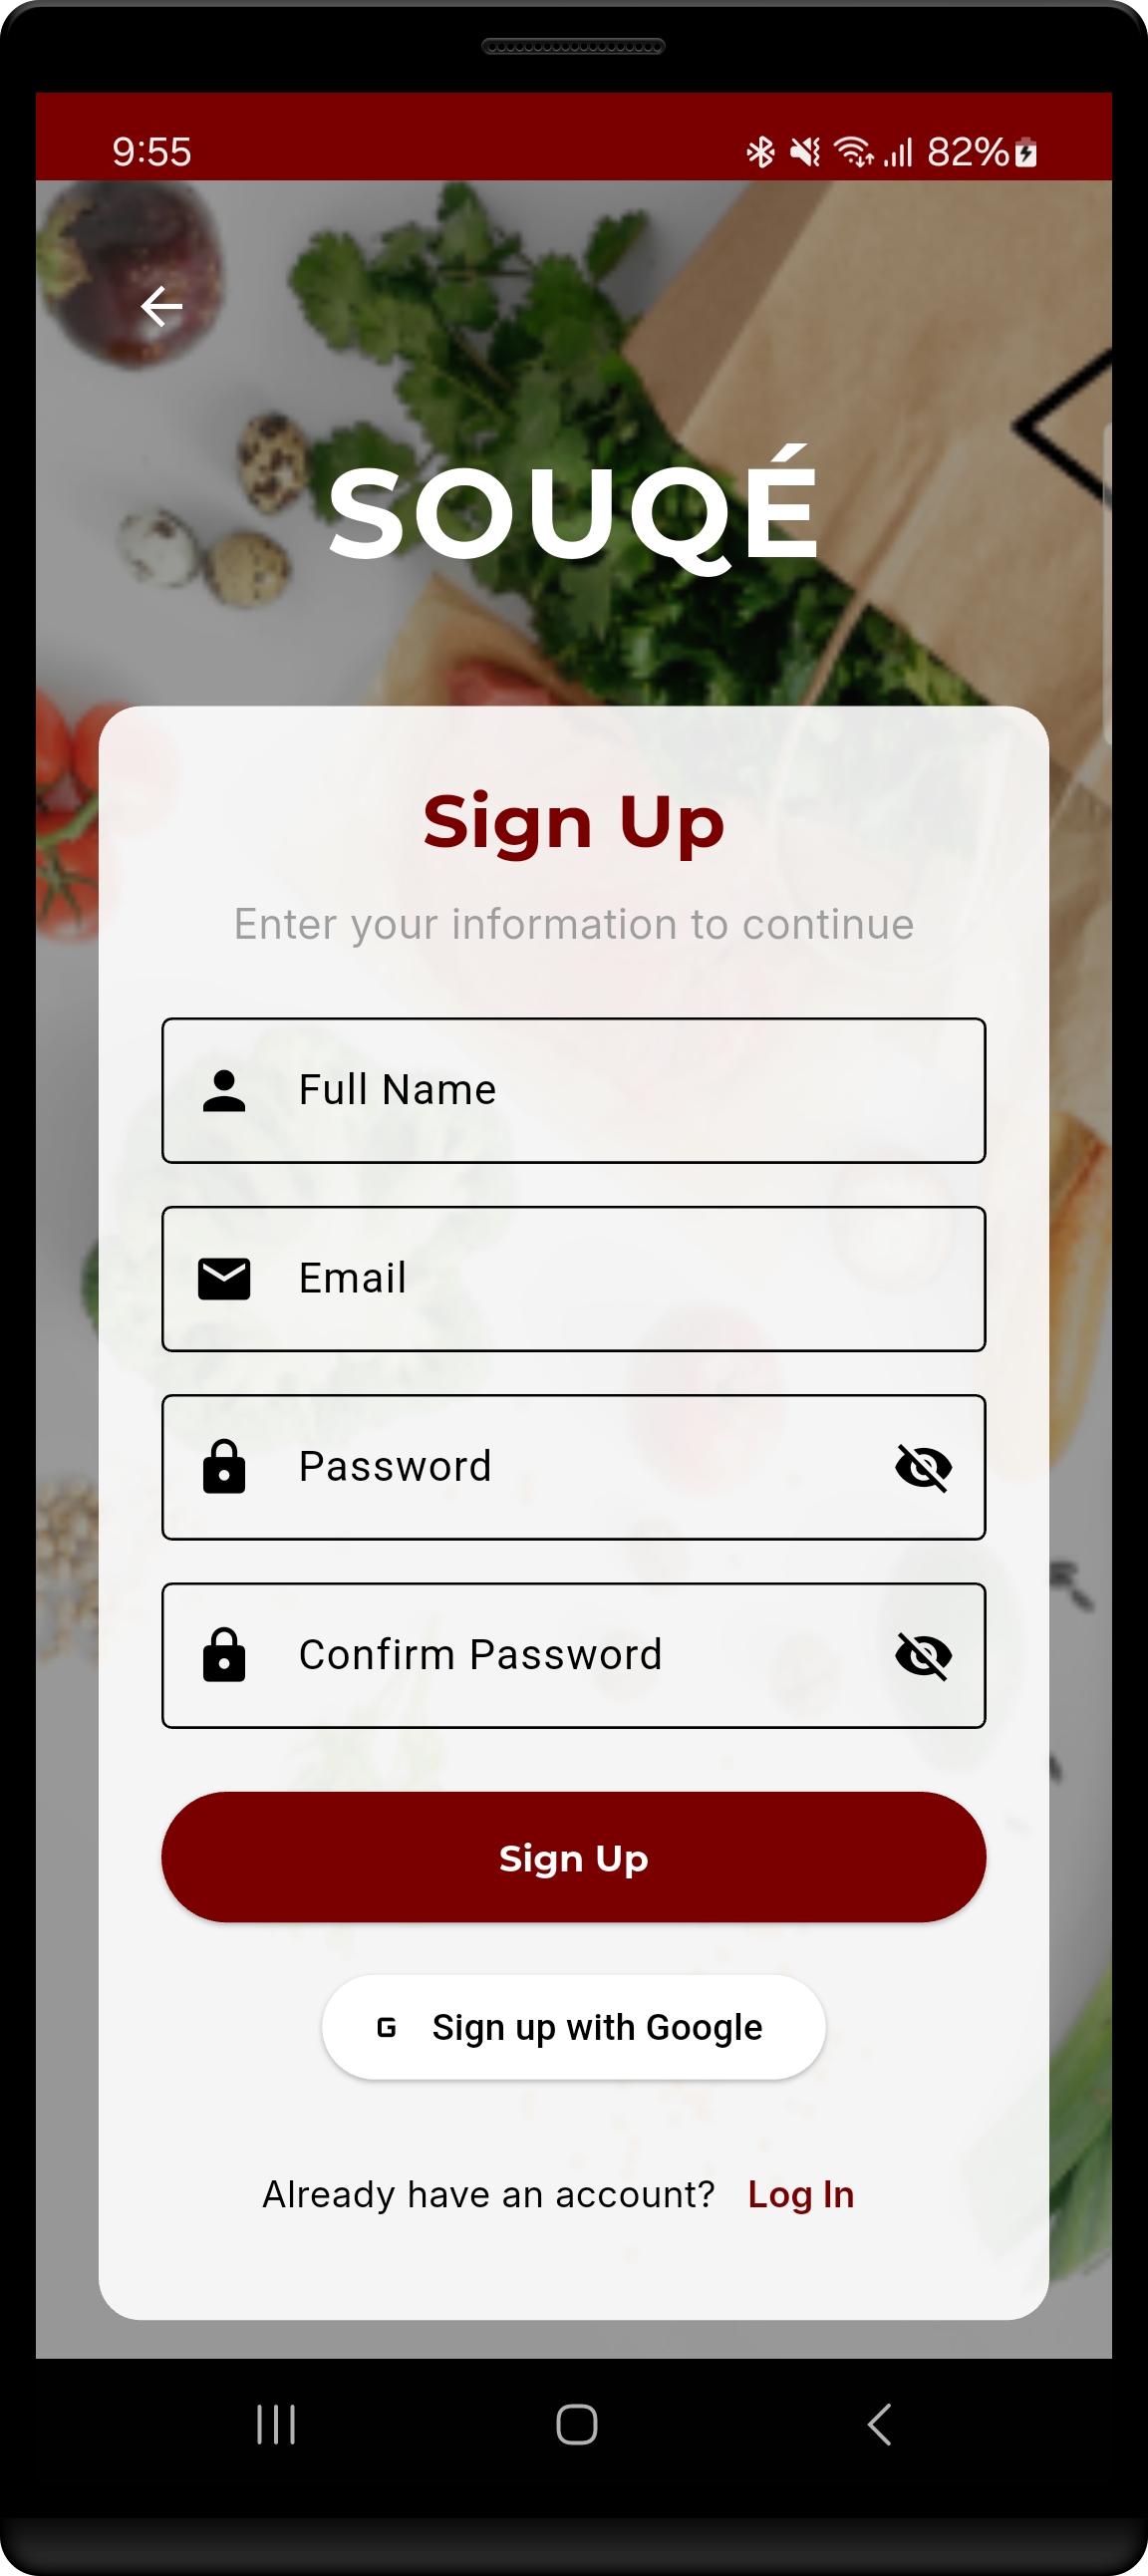 9:55 82%
SOUQÉ
Sign Up
Enter your information to continue
Full Name
Email
Password
Confirm Password
Sign Up
G Sign up with Google
Already have an account? Log In